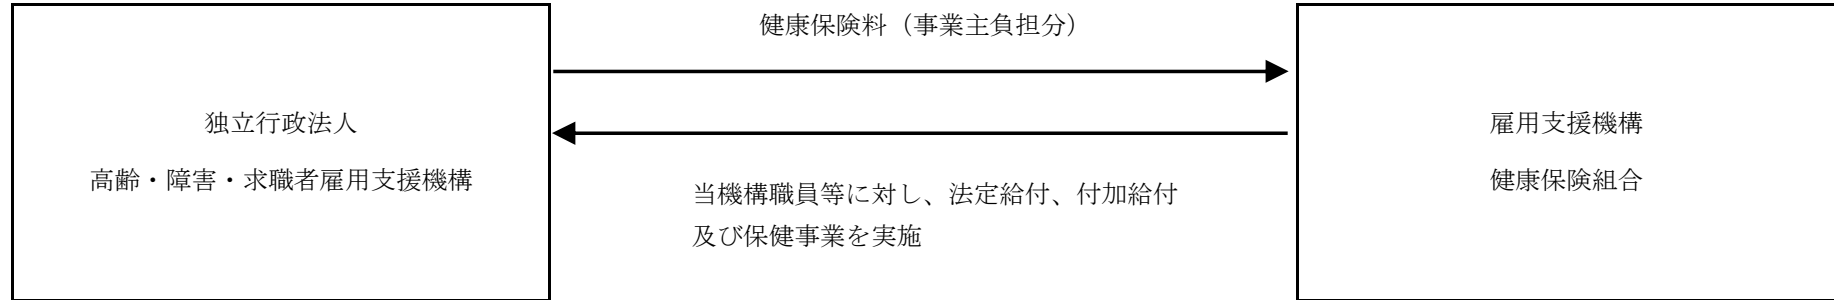 健康保険料（事業主負担分）
独立行政法人
高齢・障害・求職者雇用支援機構
当機構職員等に対し、法定給付、付加給付
及び保健事業を実施
雇用支援機構
健康保険組合